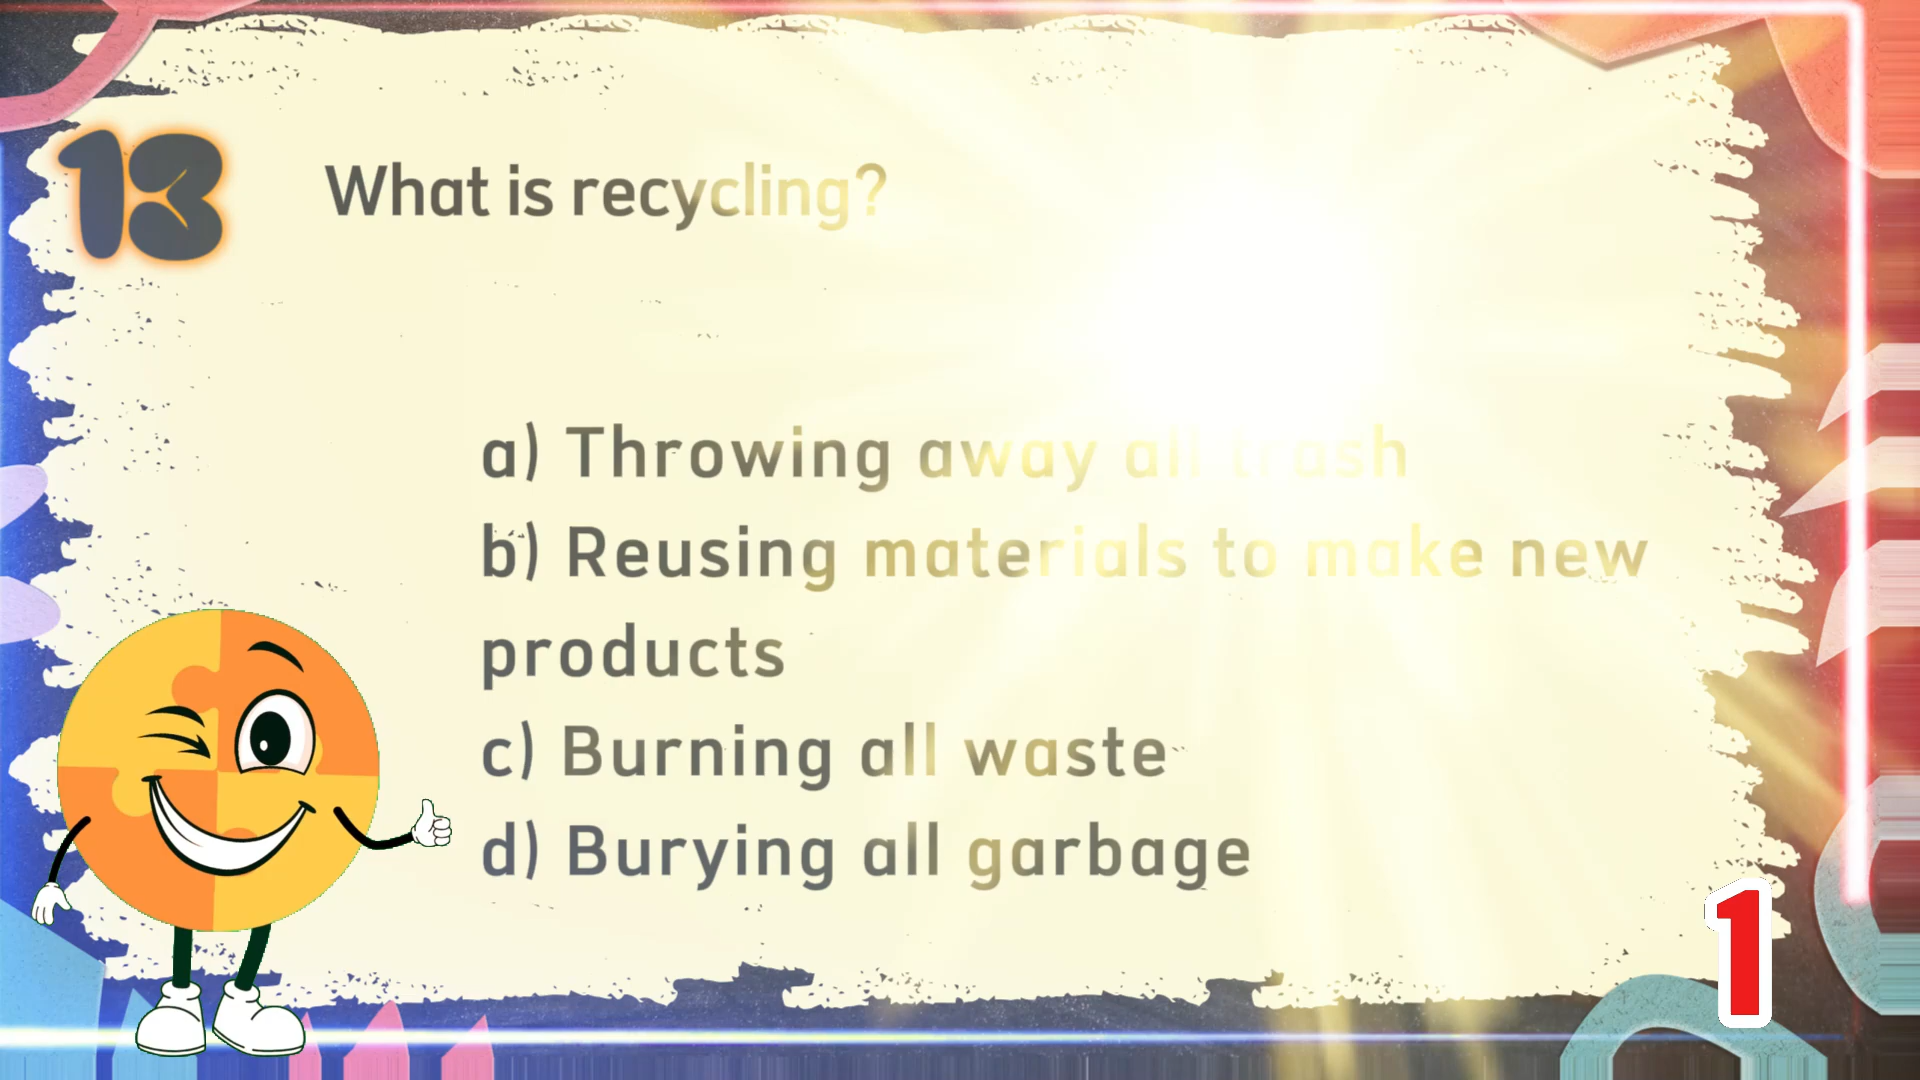 13
What is recycling?
a) Throwing away all trash
b) Reusing materials to make new
products
c) Burning all waste
d) Burying all garbage
1